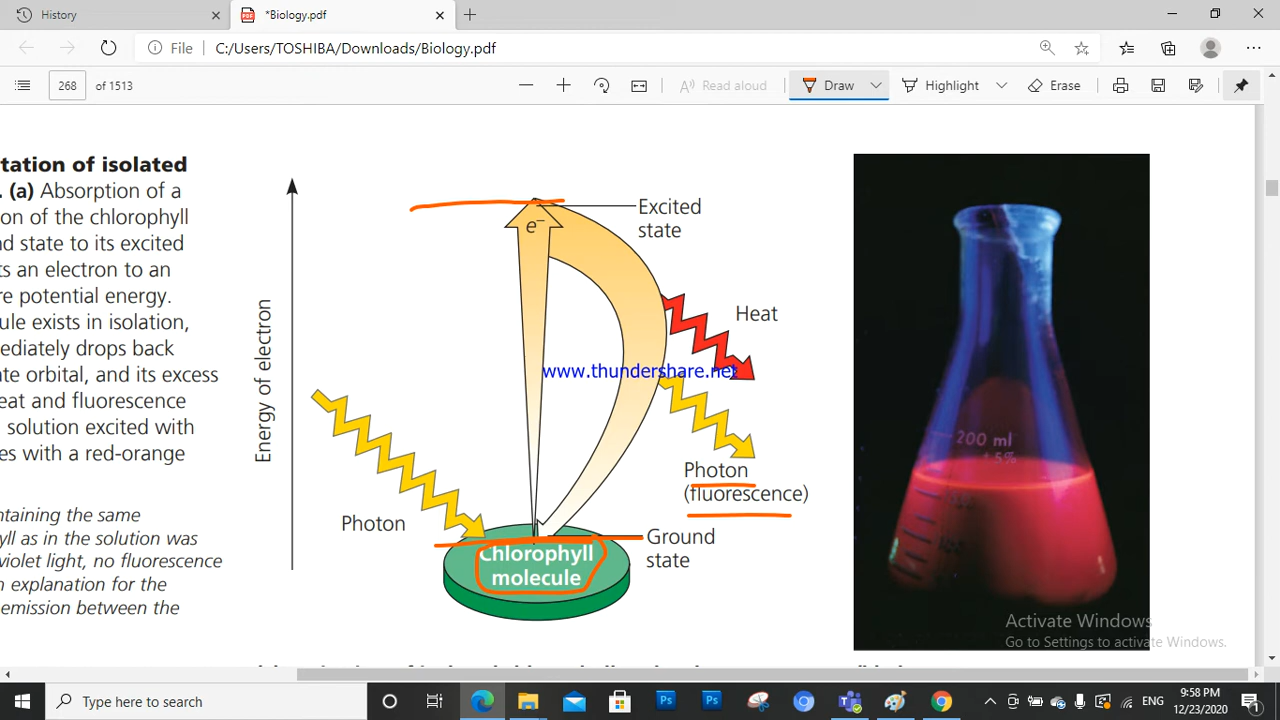 History
*Biology.pdf
File
C:/Users/TOSHIBA/Downloads/Biology.pdf
268 of 1513
Read aloud
Draw
Highlight
Erase
tation of isolated
. (a) Absorption of a
ion of the chlorophyll
nd state to its excited
ts an electron to an
re potential energy.
ule exists in isolation,
mediately drops back
ate orbital, and its excess
eat and fluorescence
solution excited with
es with a red-orange
ntaining the same
yll as in the solution was
violet light, no fluorescence
n explanation for the
emission between the
Energy of electron
e−
Excited
state
Heat
www.thundershare.net
Photon
(fluorescence)
Photon
Ground
state
Chlorophyll
molecule
200 ml
± 5%
Activate Windows
Go to Settings to activate Windows.
Type here to search
ENG
9:58 PM
12/23/2020
1